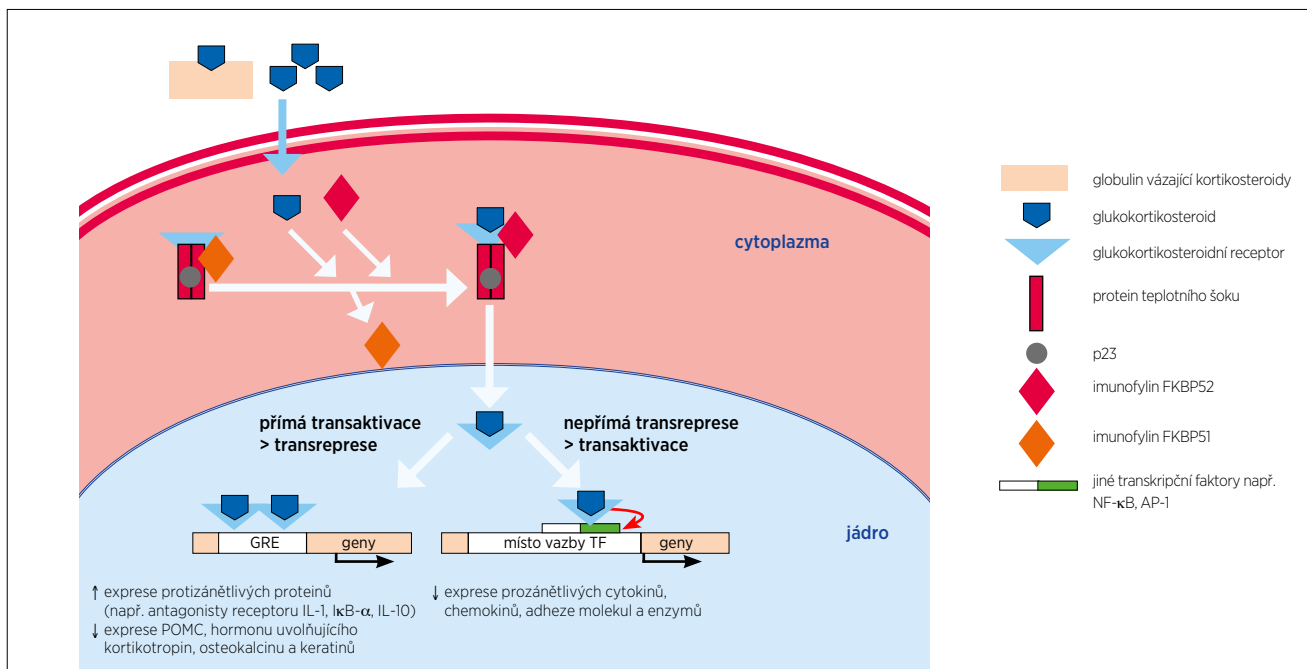 cytoplazma
přímá transaktivace
> transreprese
nepřímá transreprese
> transaktivace
jádro
GRE
geny
místo vazby TF
geny
↑ exprese protizánětlivých proteinů
(např. antagonisty receptoru IL-1, IκB-α, IL-10)
↓ exprese POMC, hormonu uvolňujícího
kortikotropin, osteokalcinu a keratinů
↓ exprese prozánětlivých cytokinů,
chemokinů, adheze molekul a enzymů
globulin vázající kortikosteroidy
glukokortikosteroid
glukokortikosteroidní receptor
protein teplotního šoku
p23
imunofylin FKBP52
imunofylin FKBP51
jiné transkripční faktory např.
NF-κB, AP-1